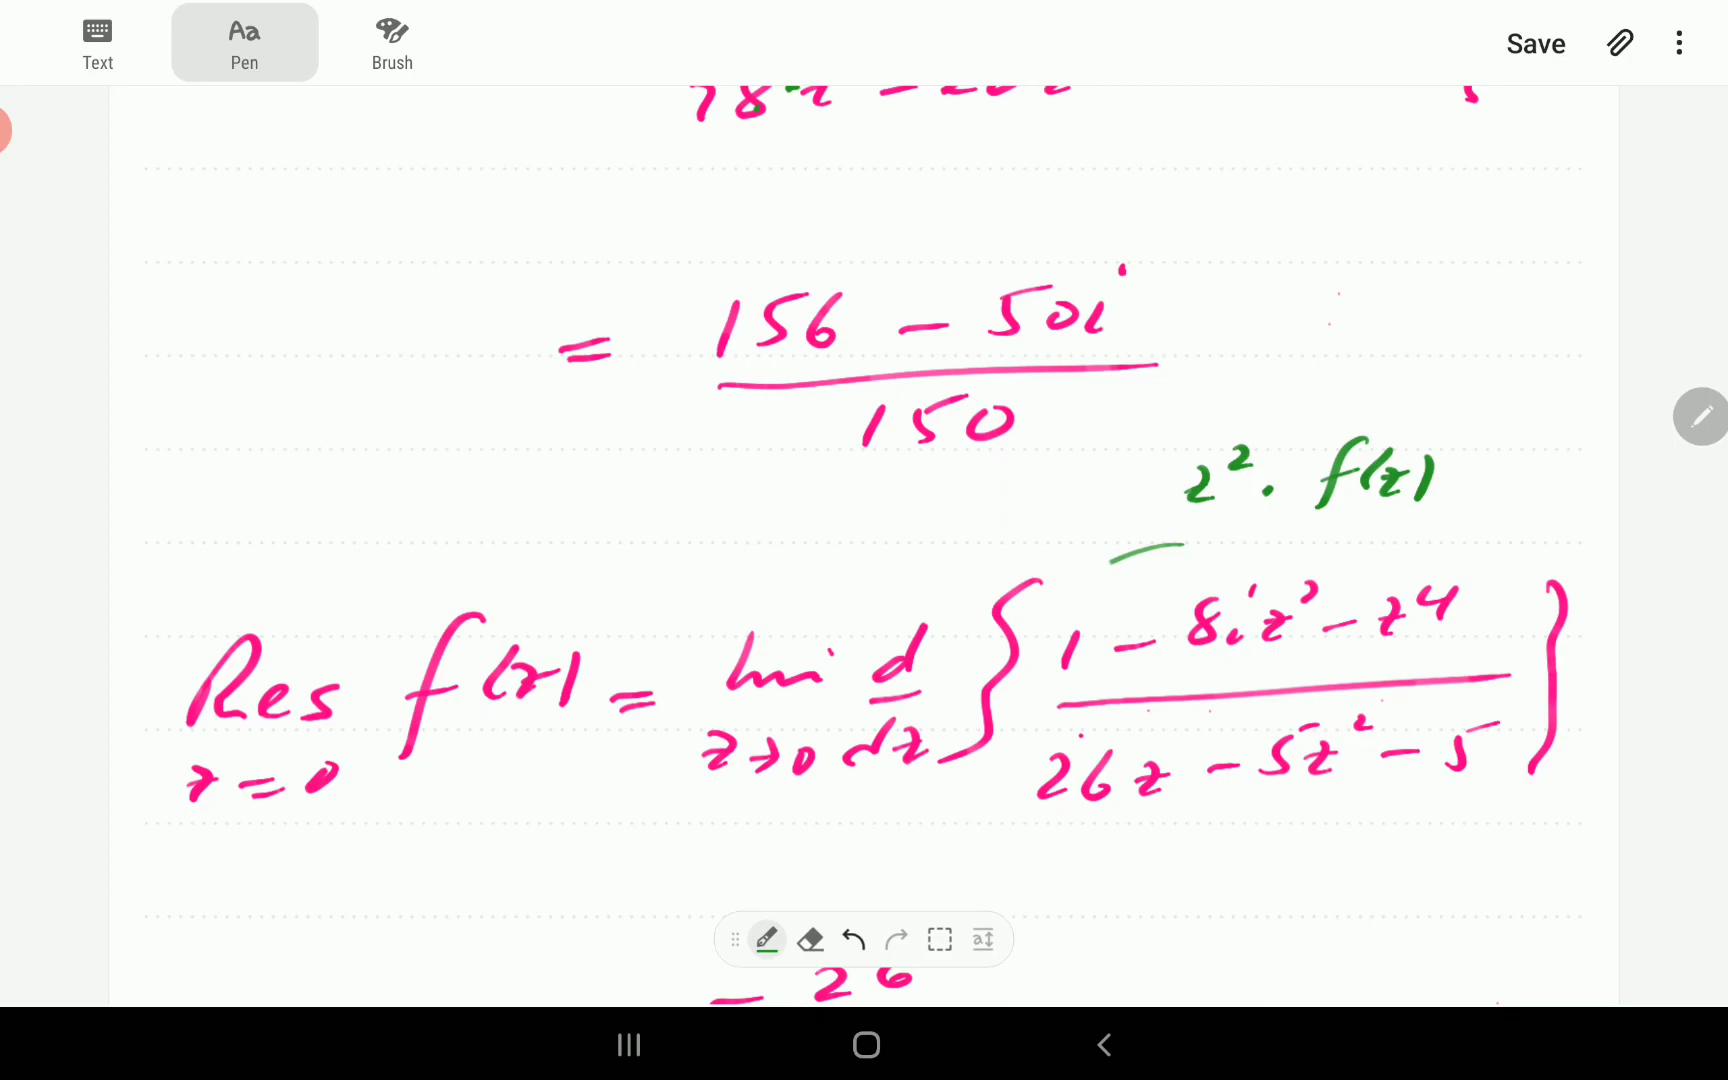 Text Pen Brush Save
= 156 - 50i / 150
z² . f(z)
Res f(z) = lim d { 1 - 8iz² - z⁴ }
z=0 z→0 dz 26z - 5z² - 5
= 26